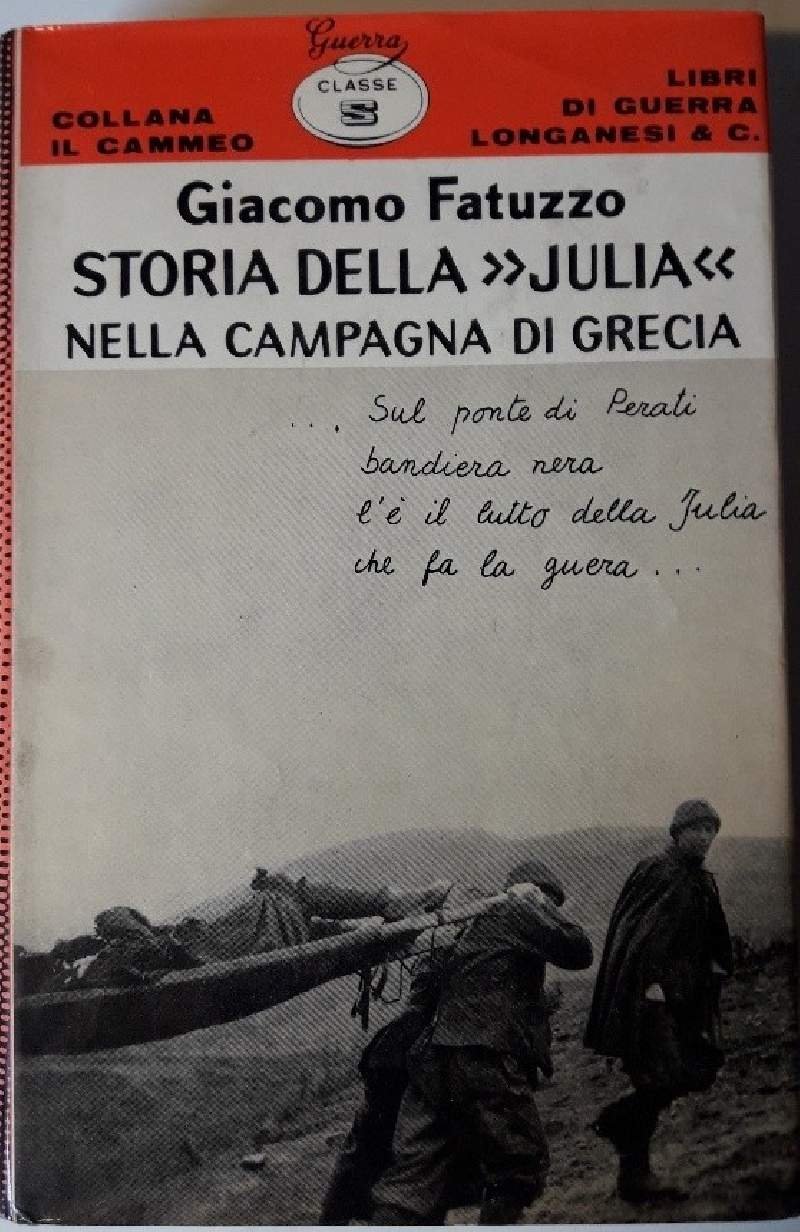 Guerra
CLASSE
S
COLLANA
IL CAMMEO
LIBRI
DI GUERRA
LONGANESI & C.
Giacomo Fatuzzo
STORIA DELLA »JULIA«
NELLA CAMPAGNA DI GRECIA
... Sul ponte di Perati
bandiera nera
l'è il lutto della Julia
che fa la guera ...